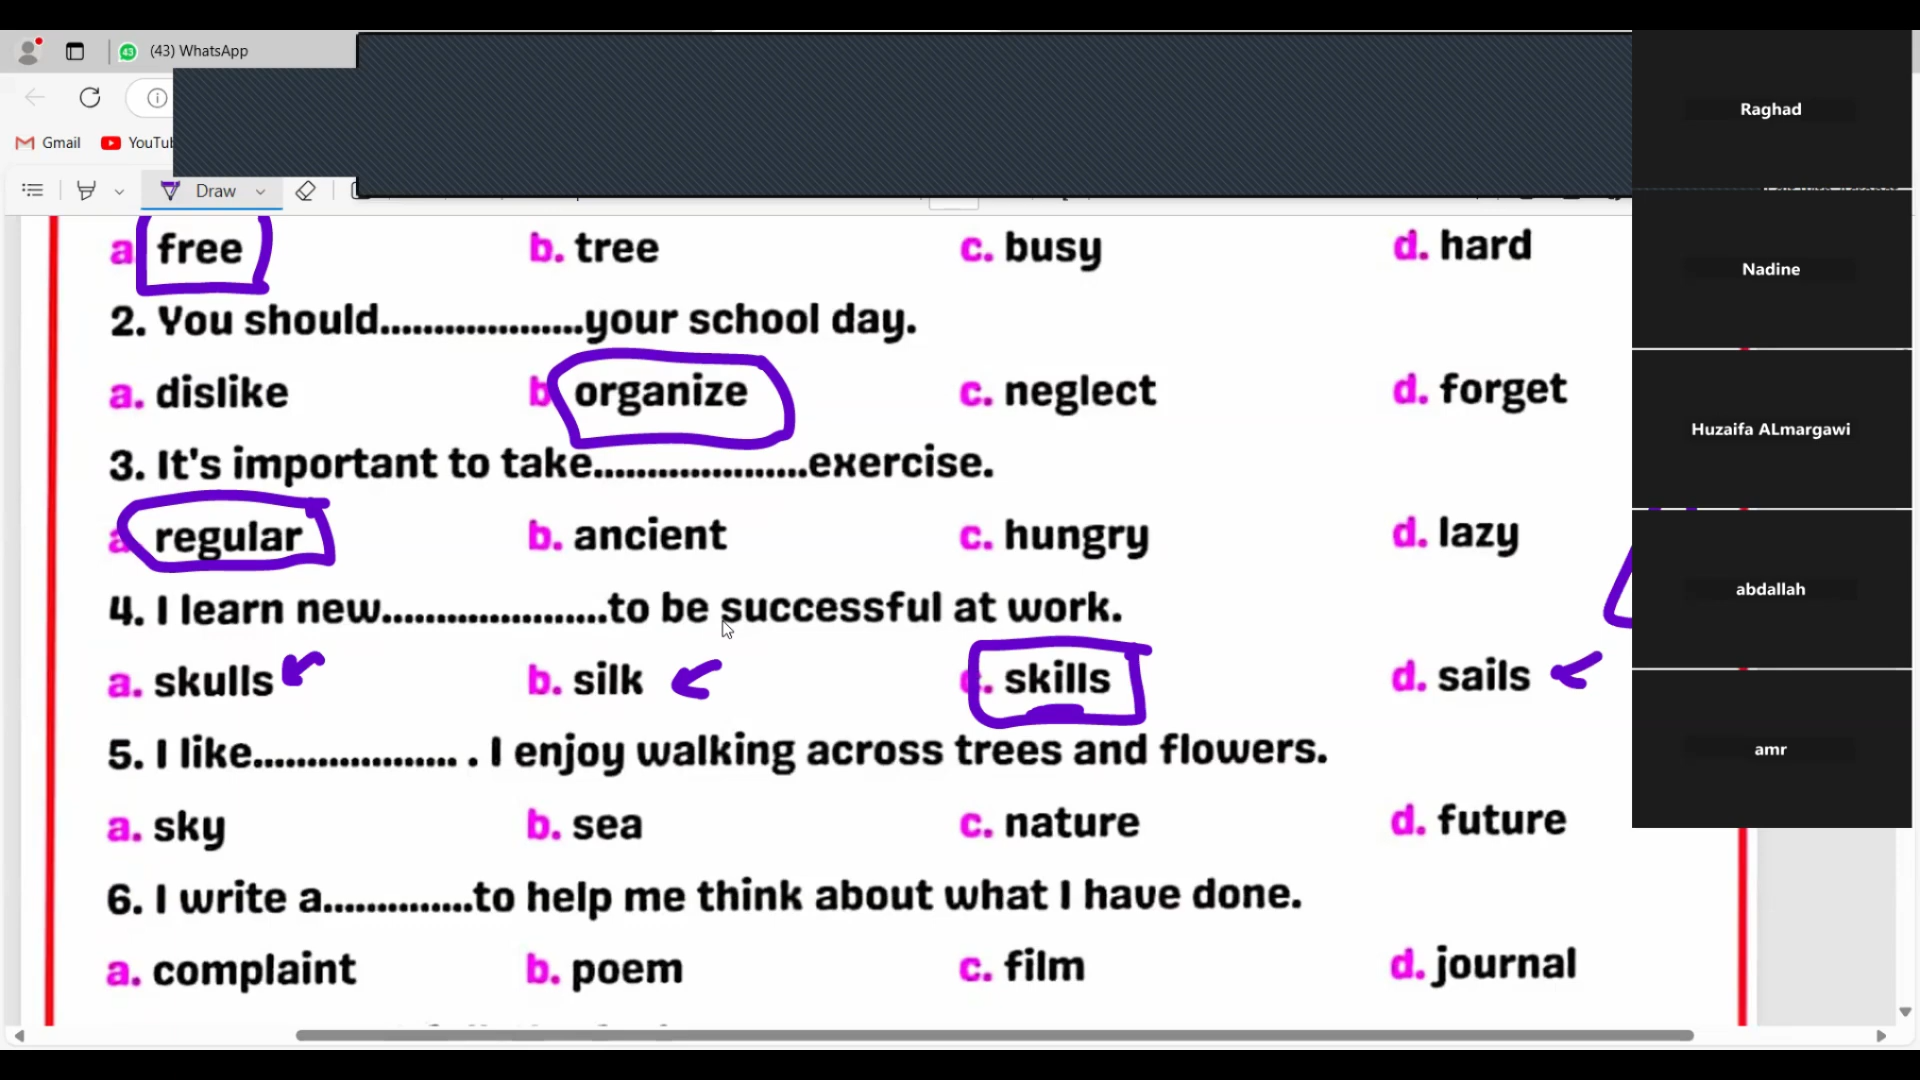 (43) WhatsApp
Gmail
Draw
a free b. tree c. busy d. hard
2. You should...................your school day.
a. dislike b organize c. neglect d. forget
3. It's important to take....................exercise.
a regular b. ancient c. hungry d. lazy
4. I learn new.....................to be successful at work.
a. skulls b. silk c. skills d. sails
5. I like................... . I enjoy walking across trees and flowers.
a. sky b. sea c. nature d. future
6. I write a..............to help me think about what I have done.
a. complaint b. poem c. film d. journal
Raghad
Nadine
Huzaifa ALmargawi
abdallah
amr